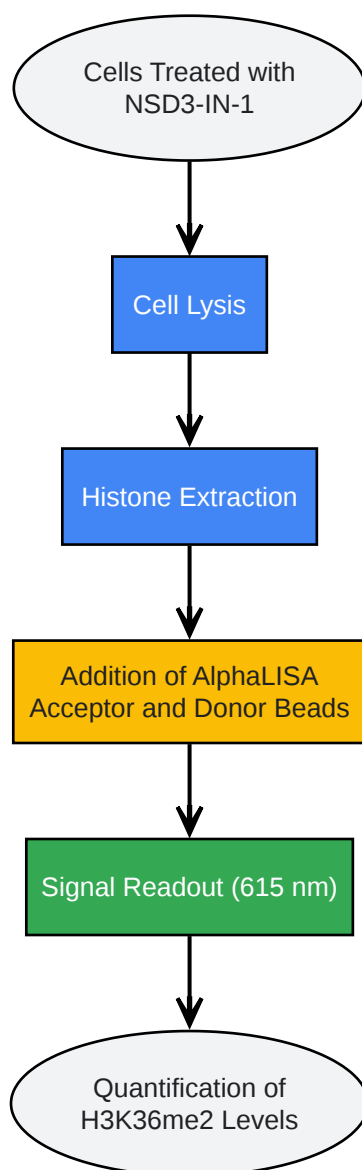 Cells Treated with
NSD3-IN-1
Cell Lysis
Histone Extraction
Addition of AlphaLISA
Acceptor and Donor Beads
Signal Readout (615 nm)
Quantification of
H3K36me2 Levels